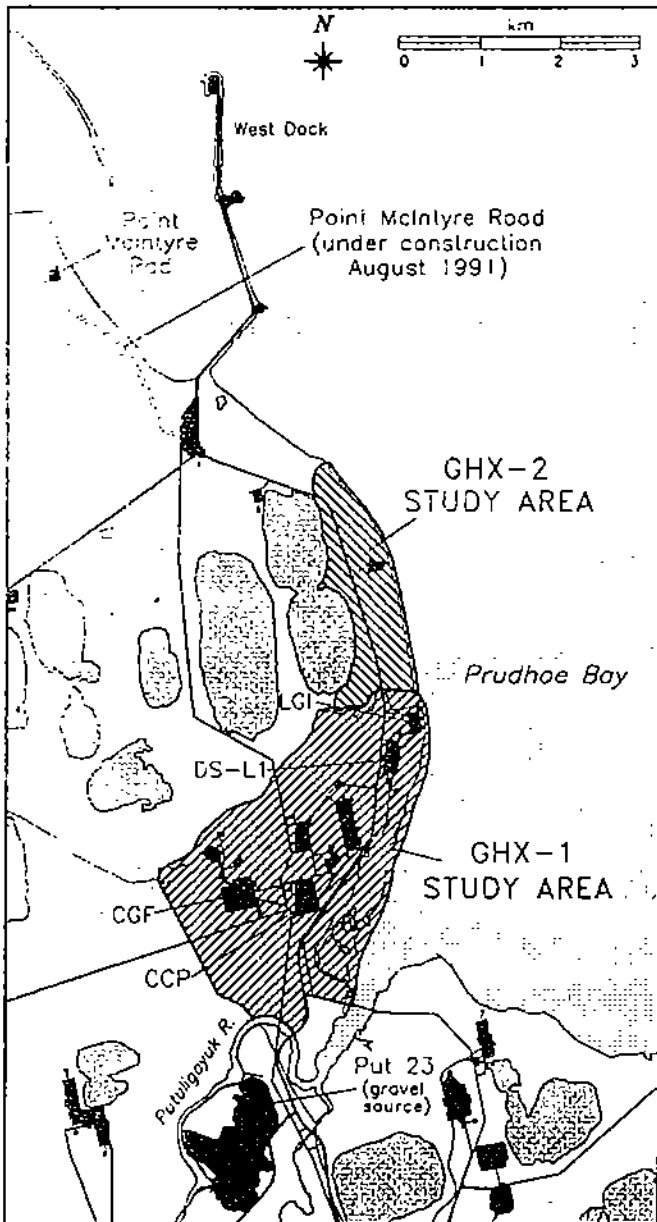 N
km
0 1 2 3
West Dock
Point
McIntyre
Pad
Point McIntyre Road
(under construction
August 1991)
GHX-2
STUDY AREA
Prudhoe Bay
LGI
DS-L1
GHX-1
STUDY AREA
CGF
CCP
Putuligayuk R.
Put 23
(gravel
source)